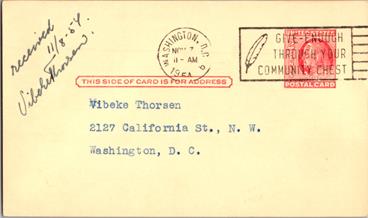 received
11/8-54.
Vibeke Thorsen.
WASHINGTON, D.C.
NOV 7
11-AM
1954
GIVE-ENOUGH
THROUGH YOUR
COMMUNITY CHEST
POSTAL CARD
THIS SIDE OF CARD IS FOR ADDRESS
Vibeke Thorsen
2127 California St., N. W.
Washington, D. C.